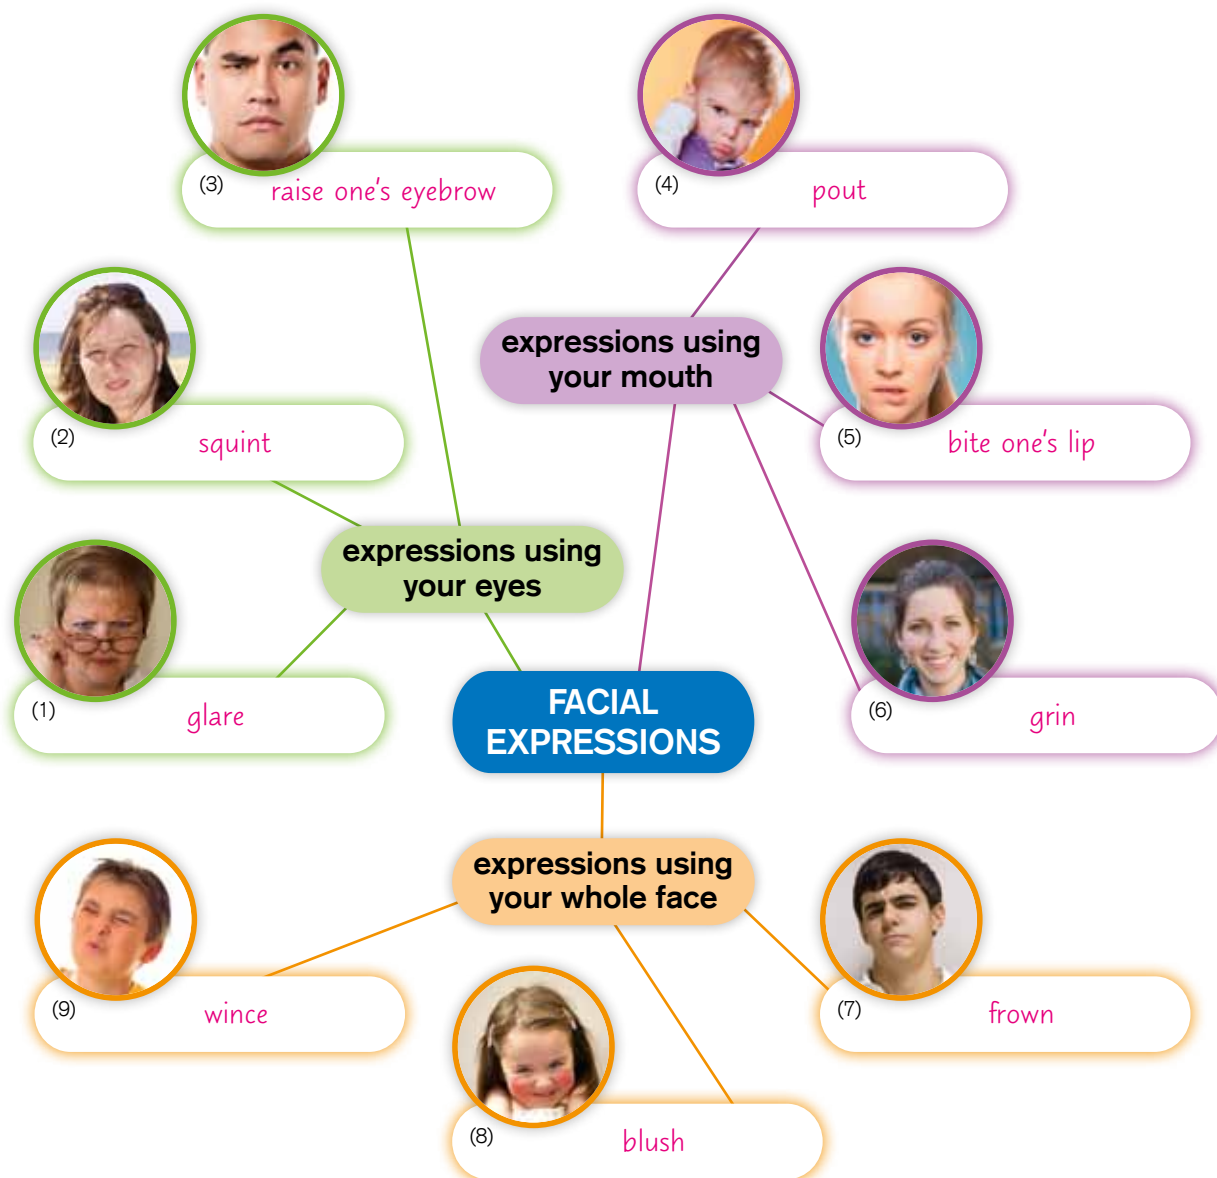 (3) raise one's eyebrow
(4) pout
expressions using
your mouth
(2) squint
(5) bite one's lip
expressions using
your eyes
(1) glare
FACIAL
EXPRESSIONS
(6) grin
expressions using
your whole face
(9) wince
(7) frown
(8) blush